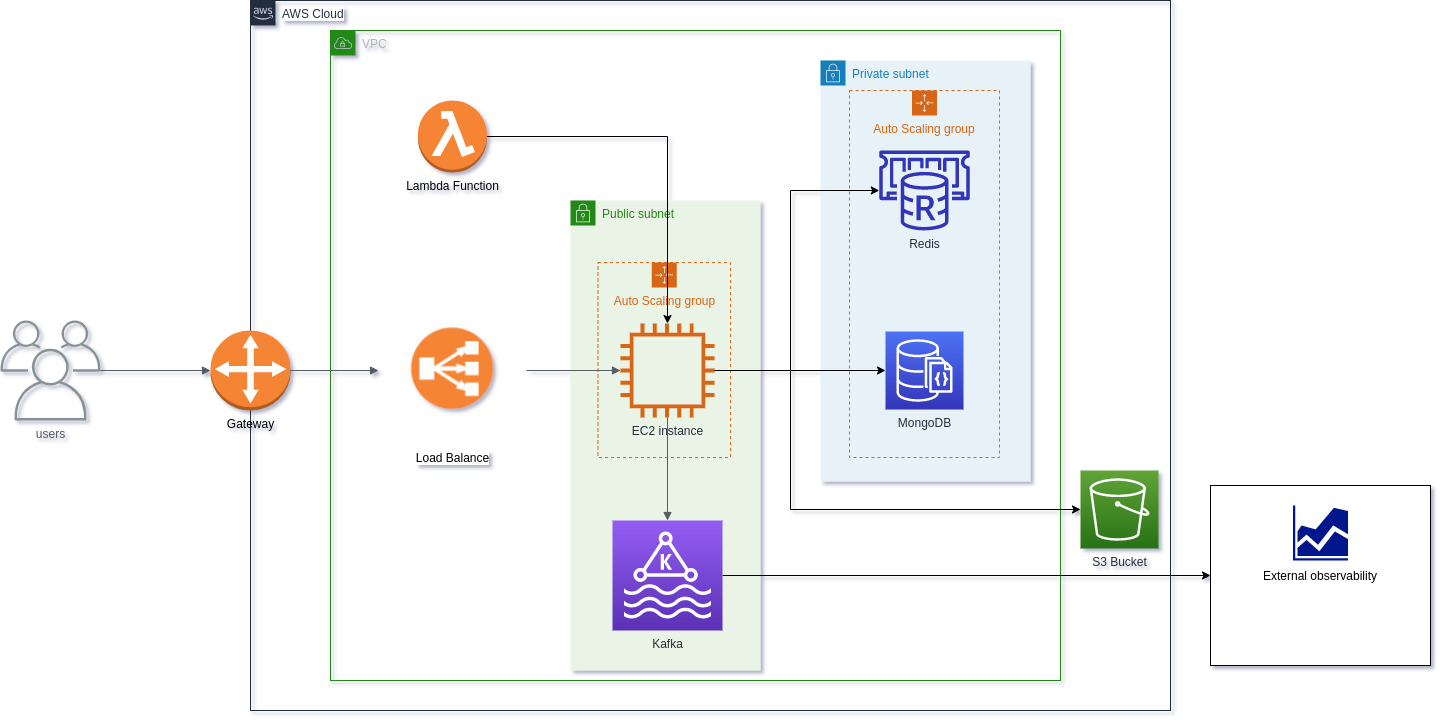 aws
AWS Cloud
VPC
Private subnet
Auto Scaling group
Lambda Function
R
Public subnet
Redis
Auto Scaling group
users
Gateway
MongoDB
EC2 instance
Load Balance
K
S3 Bucket
External observability
Kafka